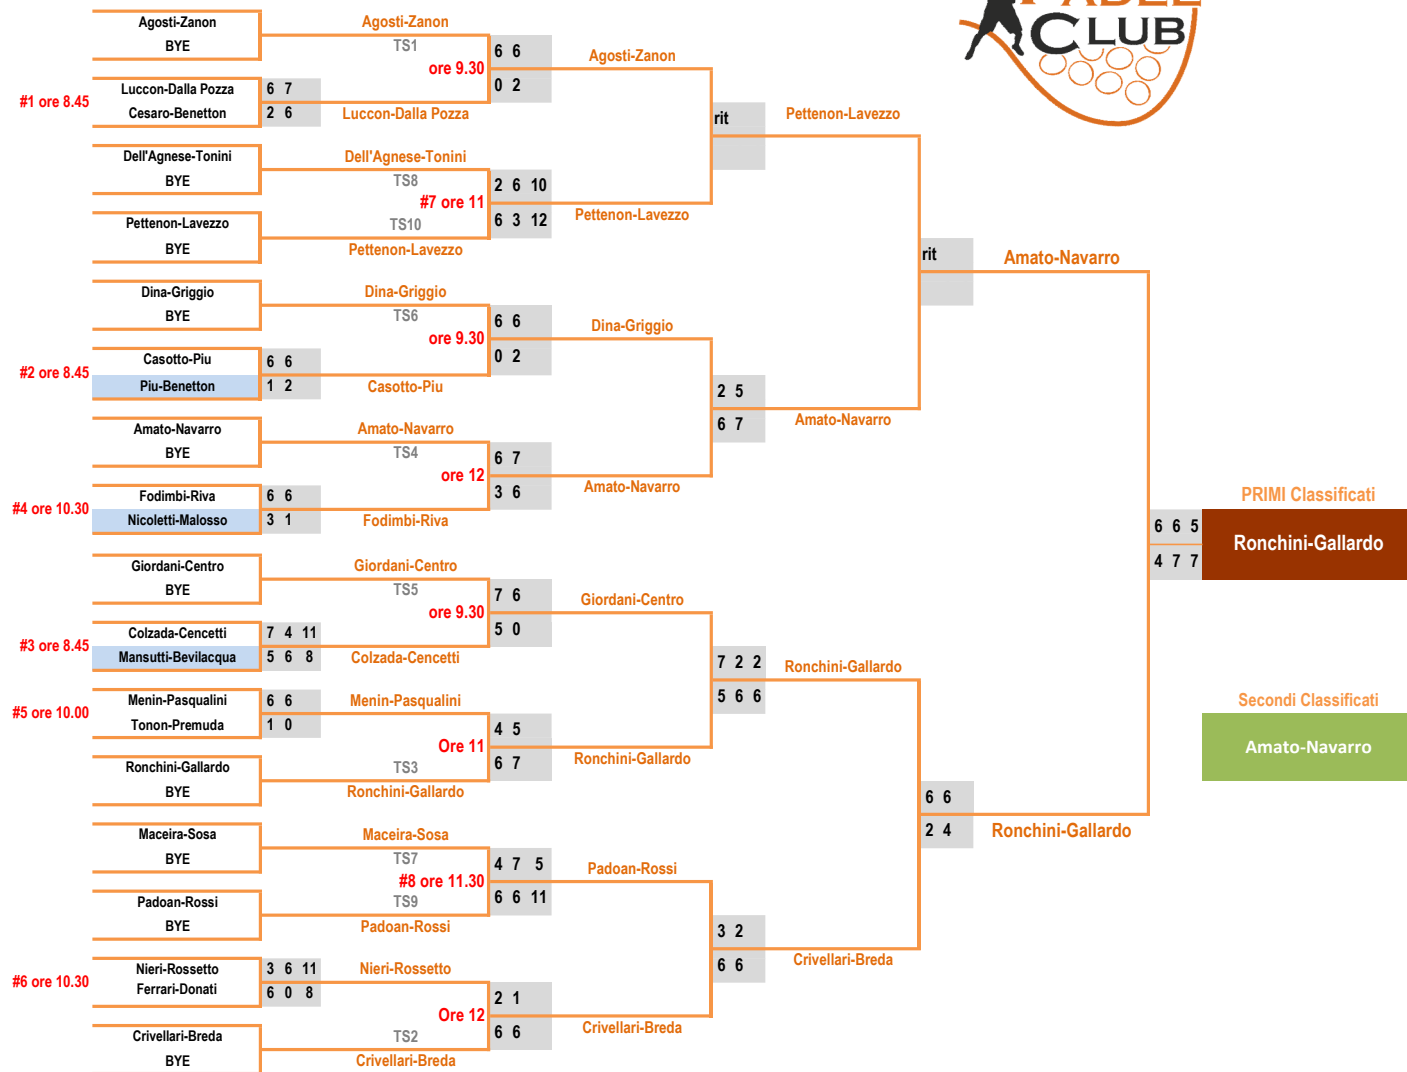 PADEL
CLUB
Agosti-Zanon
BYE
Agosti-Zanon
TS1
ore 9.30
6 6
0 2
Agosti-Zanon
#1 ore 8.45
Luccon-Dalla Pozza
Cesaro-Benetton
6 7
2 6
Luccon-Dalla Pozza
rit
Pettenon-Lavezzo
Dell'Agnese-Tonini
BYE
Dell'Agnese-Tonini
TS8
#7 ore 11
TS10
2 6 10
6 3 12
Pettenon-Lavezzo
Pettenon-Lavezzo
BYE
Pettenon-Lavezzo
rit
Amato-Navarro
Dina-Griggio
BYE
Dina-Griggio
TS6
ore 9.30
6 6
0 2
Dina-Griggio
#2 ore 8.45
Casotto-Piu
Piu-Benetton
6 6
1 2
Casotto-Piu
2 5
6 7
Amato-Navarro
Amato-Navarro
BYE
Amato-Navarro
TS4
ore 12
6 7
3 6
Amato-Navarro
#4 ore 10.30
Fodimbi-Riva
Nicoletti-Malosso
6 6
3 1
Fodimbi-Riva
PRIMI Classificati
6 6 5
4 7 7
Ronchini-Gallardo
Giordani-Centro
BYE
Giordani-Centro
TS5
ore 9.30
7 6
5 0
Giordani-Centro
#3 ore 8.45
Colzada-Cencetti
Mansutti-Bevilacqua
7 4 11
5 6 8
Colzada-Cencetti
7 2 2
5 6 6
Ronchini-Gallardo
#5 ore 10.00
Menin-Pasqualini
Tonon-Premuda
6 6
1 0
Menin-Pasqualini
Ore 11
TS3
4 5
6 7
Ronchini-Gallardo
Secondi Classificati
Amato-Navarro
Ronchini-Gallardo
BYE
Ronchini-Gallardo
6 6
2 4
Ronchini-Gallardo
Maceira-Sosa
BYE
Maceira-Sosa
TS7
#8 ore 11.30
TS9
4 7 5
6 6 11
Padoan-Rossi
Padoan-Rossi
BYE
Padoan-Rossi
3 2
6 6
Crivellari-Breda
#6 ore 10.30
Nieri-Rossetto
Ferrari-Donati
3 6 11
6 0 8
Nieri-Rossetto
Ore 12
TS2
2 1
6 6
Crivellari-Breda
Crivellari-Breda
BYE
Crivellari-Breda